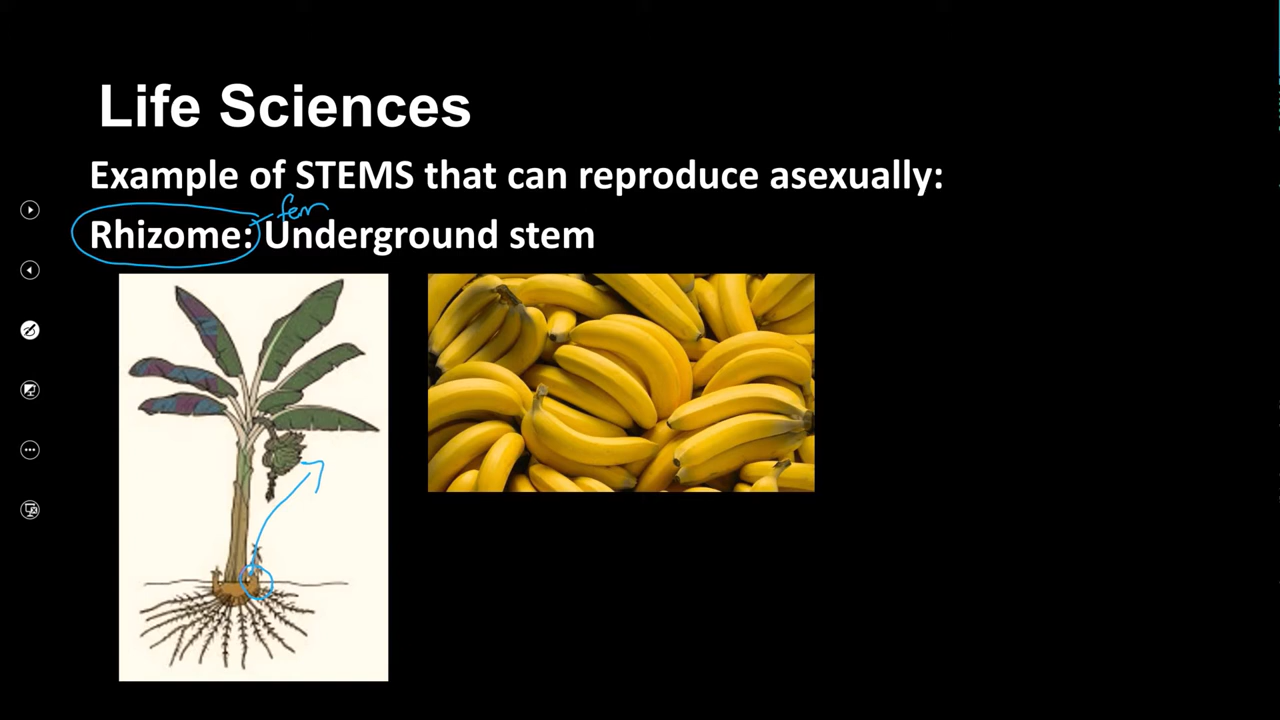 Life Sciences
Example of STEMS that can reproduce asexually:
fern
Rhizome: Underground stem